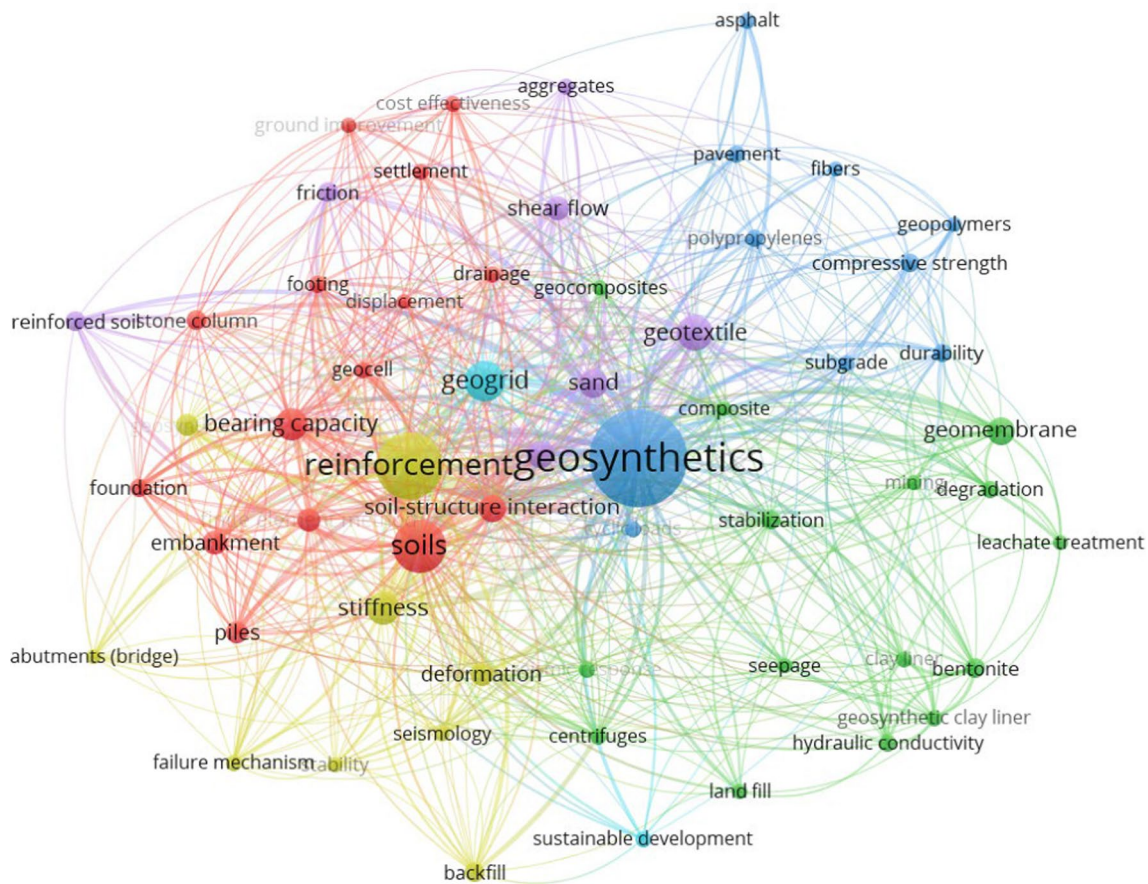 asphalt
aggregates
cost effectiveness
ground improvement
pavement
fibers
settlement
friction
shear flow
geopolymers
polypropylenes
compressive strength
drainage
footing
geocomposites
displacement
reinforced soil
stone column
geotextile
durability
subgrade
geocell
geogrid
sand
composite
bearing capacity
geomembrane
reinforcement
geosynthetics
mining
foundation
degradation
soil-structure interaction
stabilization
cyclic loads
embankment
soils
leachate treatment
stiffness
piles
abutments (bridge)
clay liner
seepage
bentonite
deformation
geosynthetic clay liner
seismology
centrifuges
hydraulic conductivity
failure mechanism
stability
land fill
sustainable development
backfill